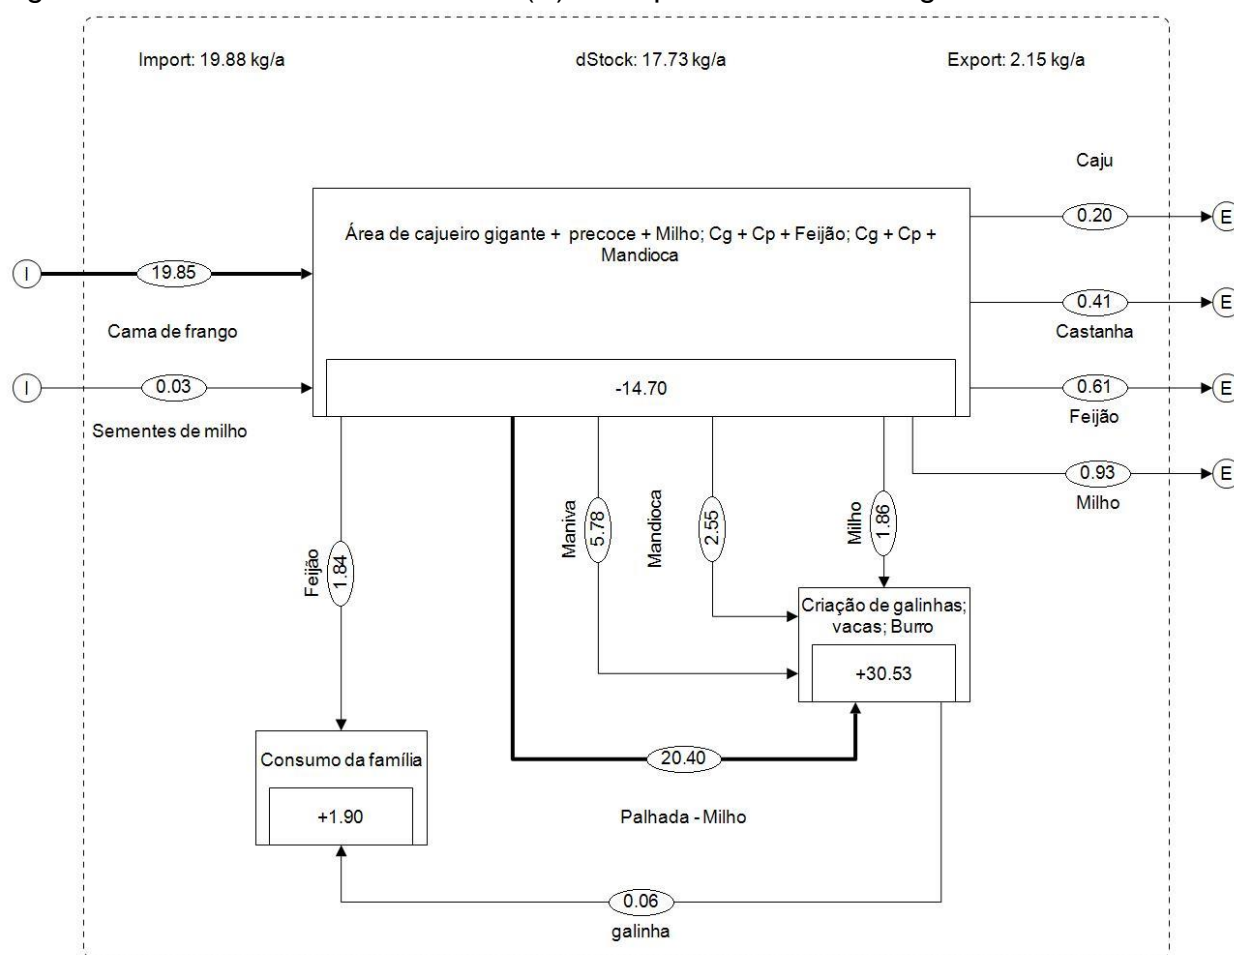 Import: 19.88 kg/a
dStock: 17.73 kg/a
Export: 2.15 kg/a
Caju
0.20
E
Área de cajueiro gigante + precoce + Milho; Cg + Cp + Feijão; Cg + Cp +
Mandioca
I
19.85
Cama de frango
0.41
E
Castanha
I
0.03
Sementes de milho
-14.70
0.61
E
Feijão
0.93
E
Milho
Feijão
1.84
Maniva
5.78
Mandioca
2.55
Milho
1.86
Criação de galinhas;
vacas; Burro
+30.53
Consumo da família
+1.90
20.40
Palhada - Milho
0.06
galinha